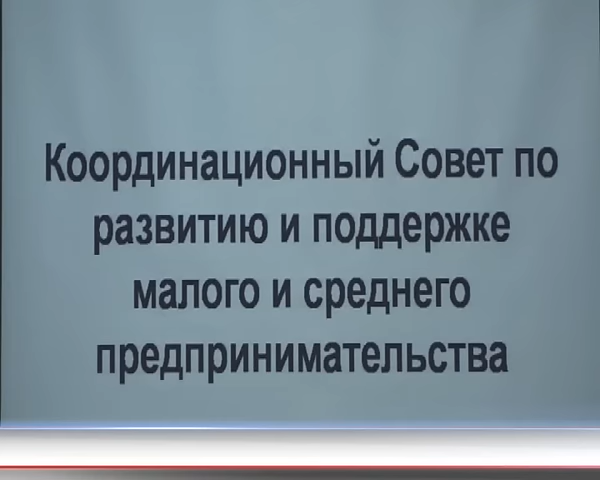 Координационный Совет по
развитию и поддержке
малого и среднего
предпринимательства